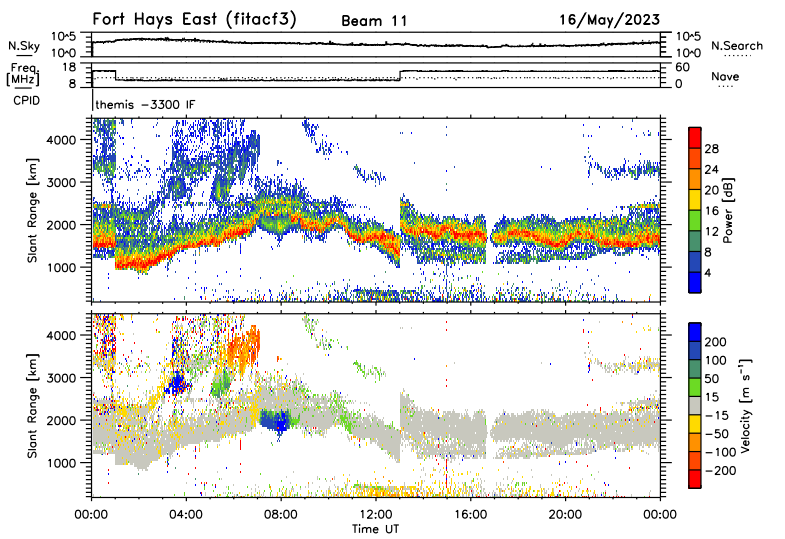 Fort Hays East (fitacf3) Beam 11 16/May/2023
N.Sky 10^5 10^0 10^5 10^0 N.Search
Freq. [MHz] 18 8 60 0 Nave
CPID themis -3300 IF
Slant Range [km] 4000 3000 2000 1000
28 24 20 16 12 8 4 Power [dB]
Slant Range [km] 4000 3000 2000 1000
200 100 50 15 -15 -50 -100 -200 Velocity [m s^-1]
00:00 04:00 08:00 12:00 16:00 20:00 00:00
Time UT